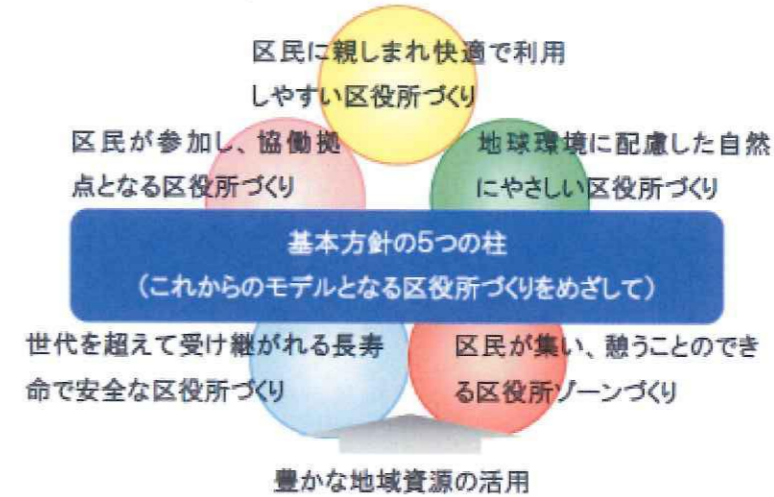 区民に親しまれ快適で利用
しやすい区役所づくり
区民が参加し、協働拠
点となる区役所づくり
地球環境に配慮した自然
にやさしい区役所づくり
基本方針の5つの柱
(これからのモデルとなる区役所づくりをめざして)
世代を超えて受け継がれる長寿
命で安全な区役所づくり
区民が集い、憩うことのでき
る区役所ゾーンづくり
豊かな地域資源の活用